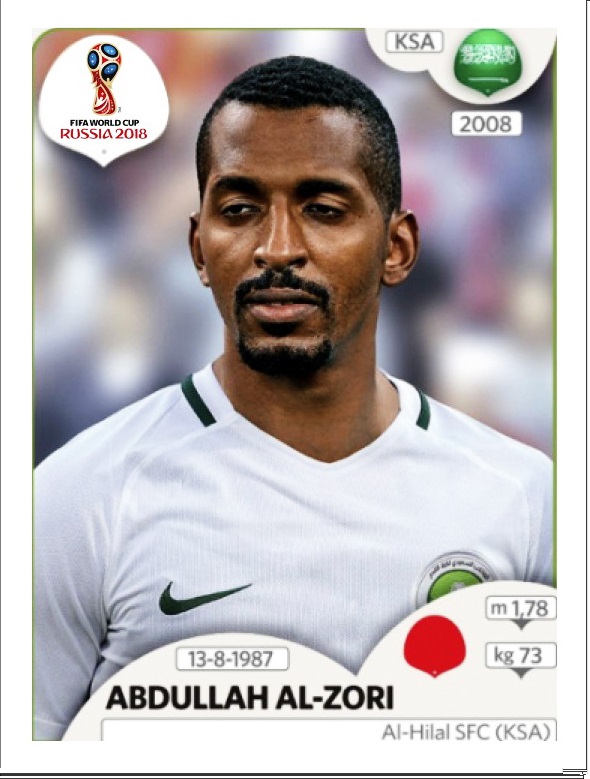 FIFA WORLD CUP
RUSSIA 2018
KSA
2008
m 1,78
kg 73
13-8-1987
ABDULLAH AL-ZORI
Al-Hilal SFC (KSA)